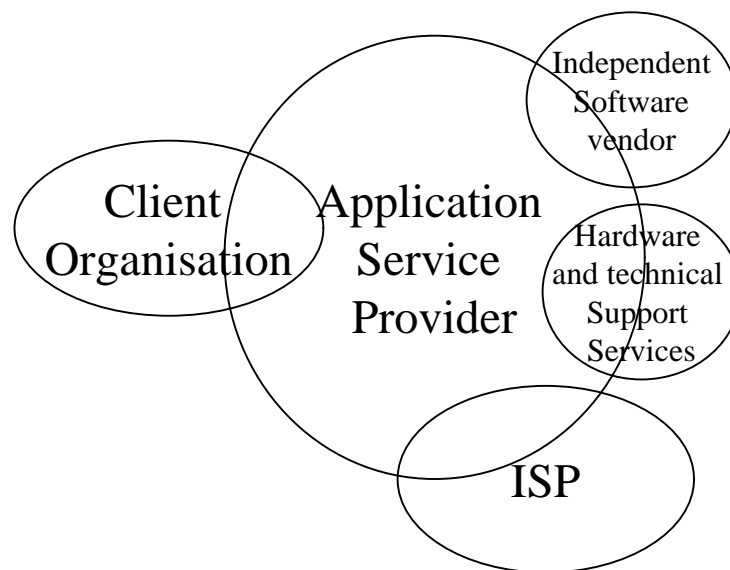 Client
Organisation
Application
Service
Provider
Independent
Software
vendor
Hardware
and technical
Support
Services
ISP